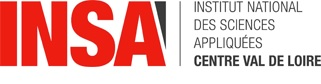 INSA
INSTITUT NATIONAL
DES SCIENCES
APPLIQUÉES
CENTRE VAL DE LOIRE